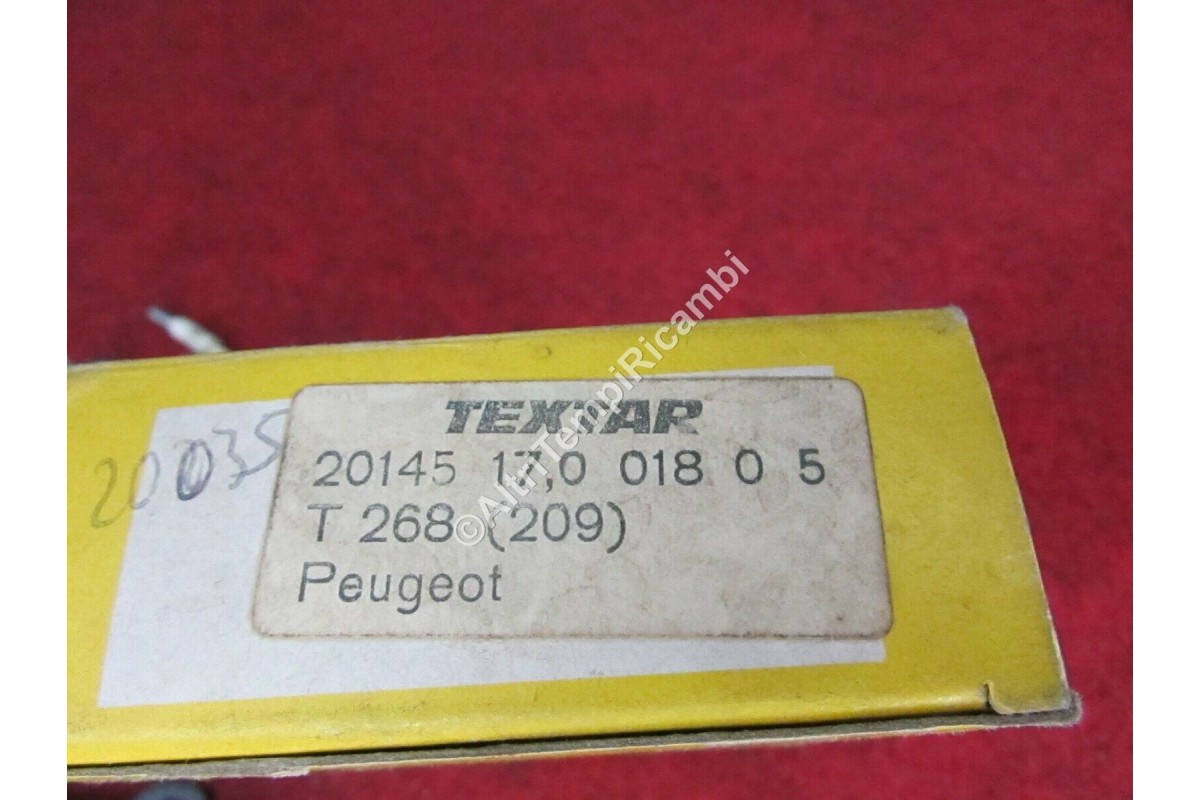 TEXTAR
20145 17,0 018 0 5
T 268 (209)
Peugeot
20035
©AltriTempiRicambi